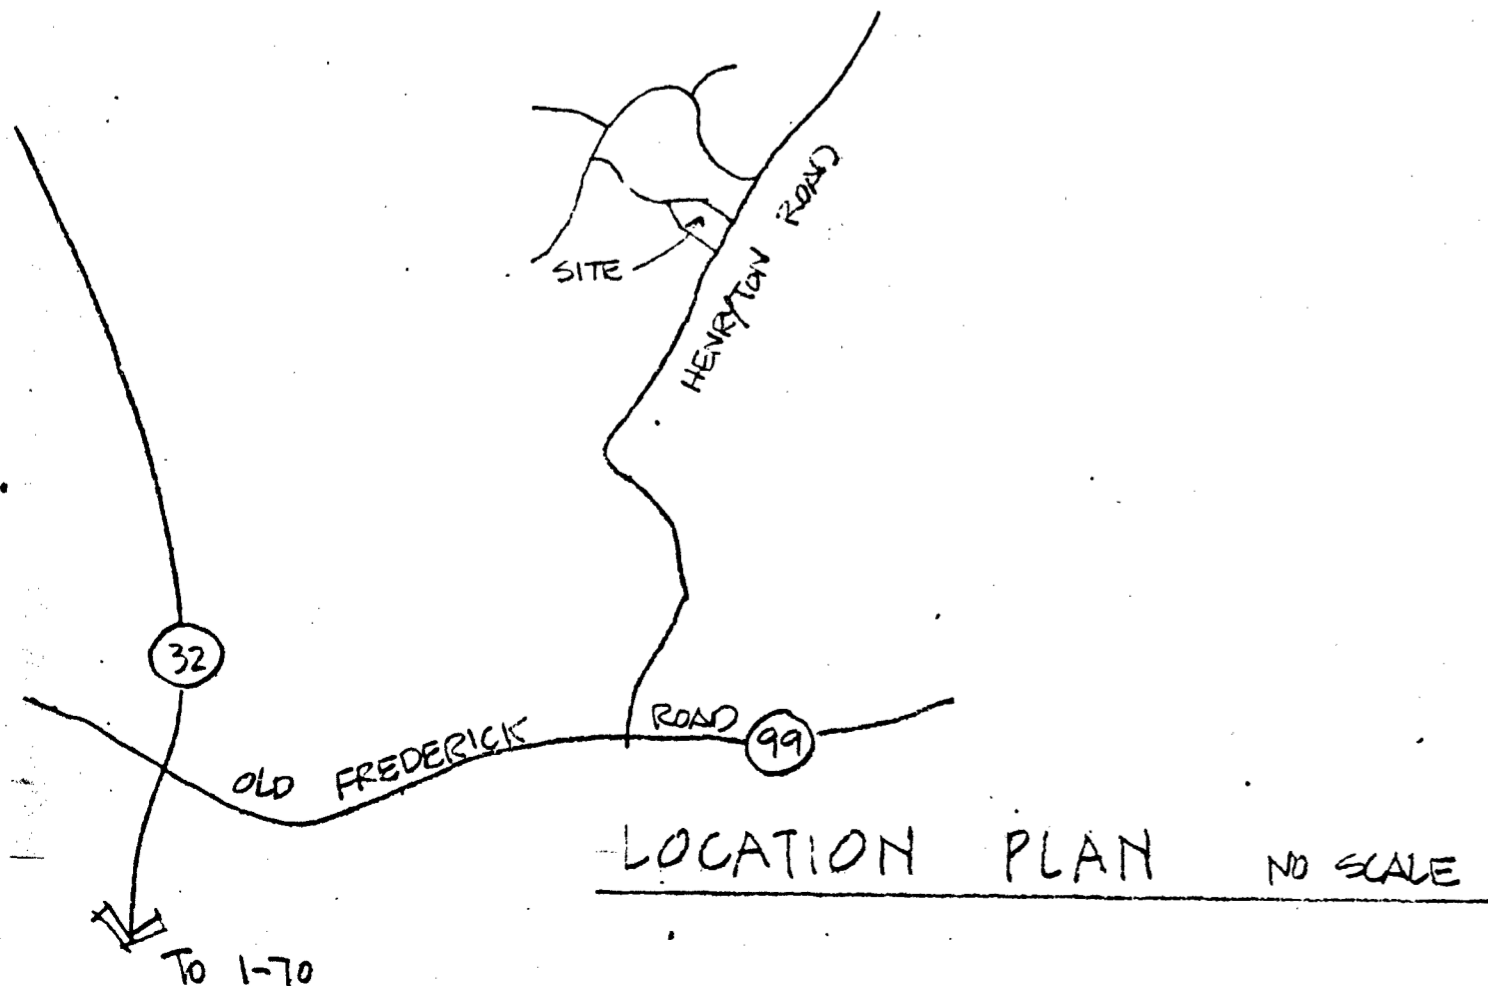 SITE
HENRYTON ROAD
32
OLD FREDERICK ROAD
99
LOCATION PLAN NO SCALE
TO I-70